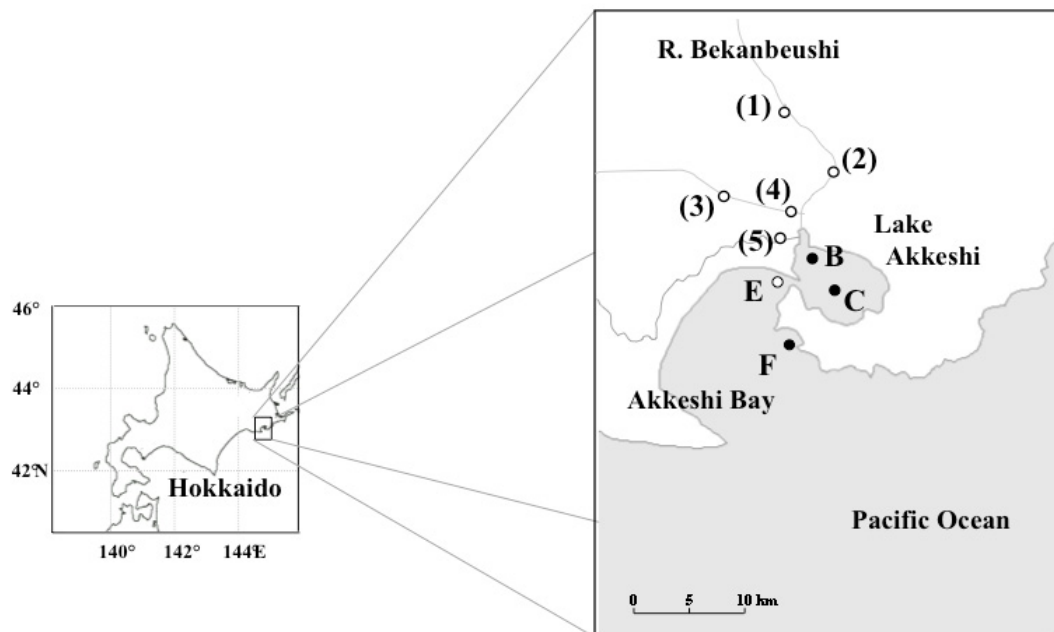 R. Bekanbeushi
(1)
(2)
(3)
(4)
(5)
Lake
Akkeshi
B
E
C
F
Akkeshi Bay
Pacific Ocean
0 5 10 km
46°
44°
42°N
Hokkaido
140° 142° 144°E